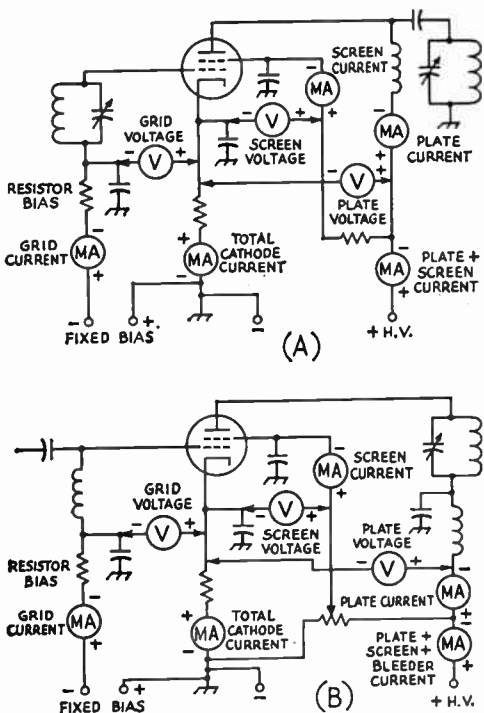 SCREEN
CURRENT
MA
-
+
GRID
VOLTAGE
- V +
- V +
SCREEN
VOLTAGE
-
MA
+
PLATE
CURRENT
- V +
PLATE
VOLTAGE
RESISTOR
BIAS
-
MA
+
GRID
CURRENT
+
MA
-
TOTAL
CATHODE
CURRENT
-
MA
+
PLATE +
SCREEN
CURRENT
- FIXED BIAS +
-
(A)
+ H.V.
-
MA
+
SCREEN
CURRENT
GRID
VOLTAGE
- V +
- V +
SCREEN
VOLTAGE
PLATE
VOLTAGE
- V +
RESISTOR
BIAS
-
MA
+
GRID
CURRENT
+
MA
-
TOTAL
CATHODE
CURRENT
-
MA
+
PLATE CURRENT
-
MA
+
PLATE +
SCREEN +
BLEEDER
CURRENT
- FIXED BIAS +
-
(B)
+ H.V.